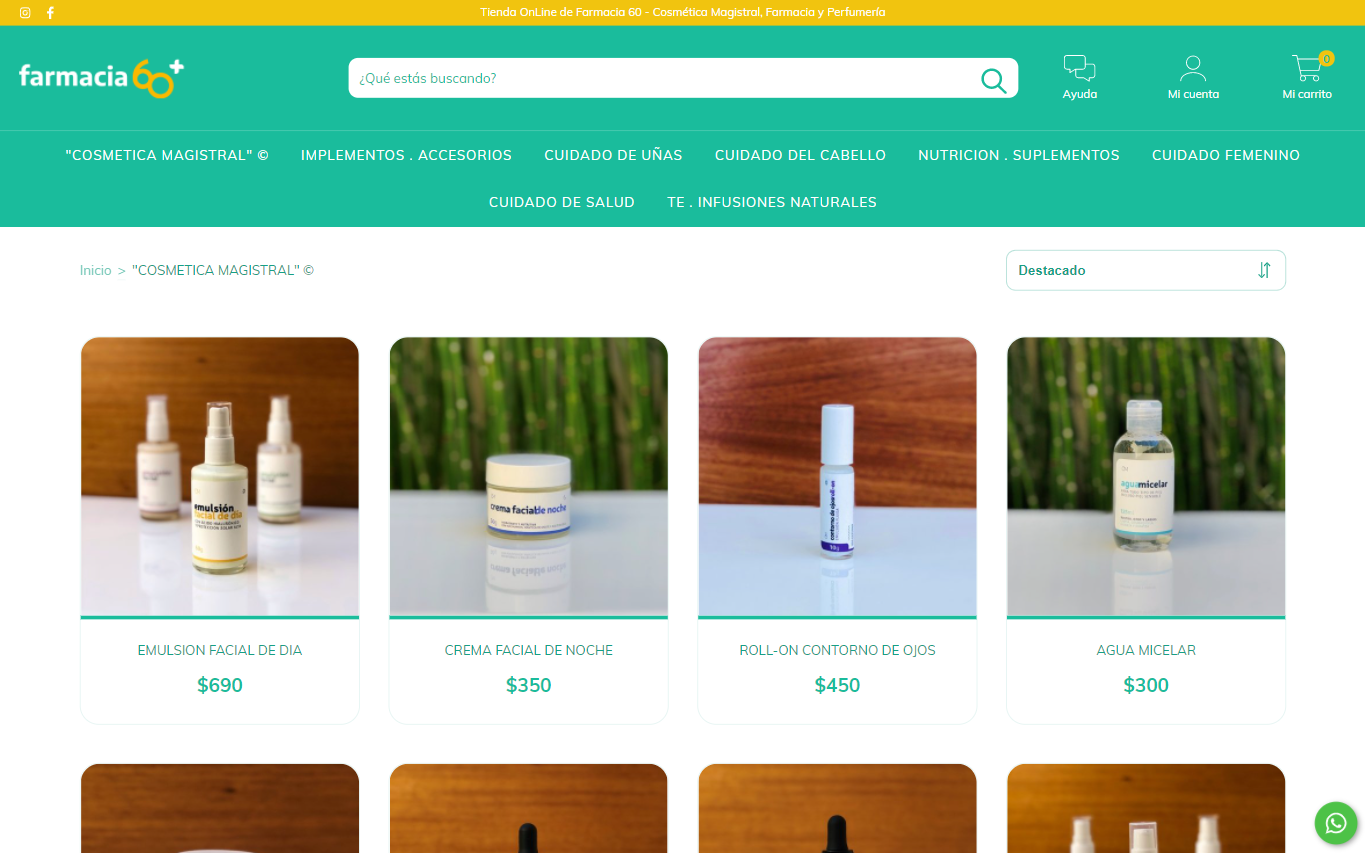 Tienda OnLine de Farmacia 60 - Cosmética Magistral, Farmacia y Perfumería
farmacia 60+
¿Qué estás buscando?
Ayuda
Mi cuenta
0
Mi carrito
"COSMETICA MAGISTRAL" ©
IMPLEMENTOS . ACCESORIOS
CUIDADO DE UÑAS
CUIDADO DEL CABELLO
NUTRICION . SUPLEMENTOS
CUIDADO FEMENINO
CUIDADO DE SALUD
TE . INFUSIONES NATURALES
Inicio > "COSMETICA MAGISTRAL" ©
Destacado
emulsión
facial de día
crema facial de noche
contorno de ojos roll-on
aguamicelar
EMULSION FACIAL DE DIA
$690
CREMA FACIAL DE NOCHE
$350
ROLL-ON CONTORNO DE OJOS
$450
AGUA MICELAR
$300